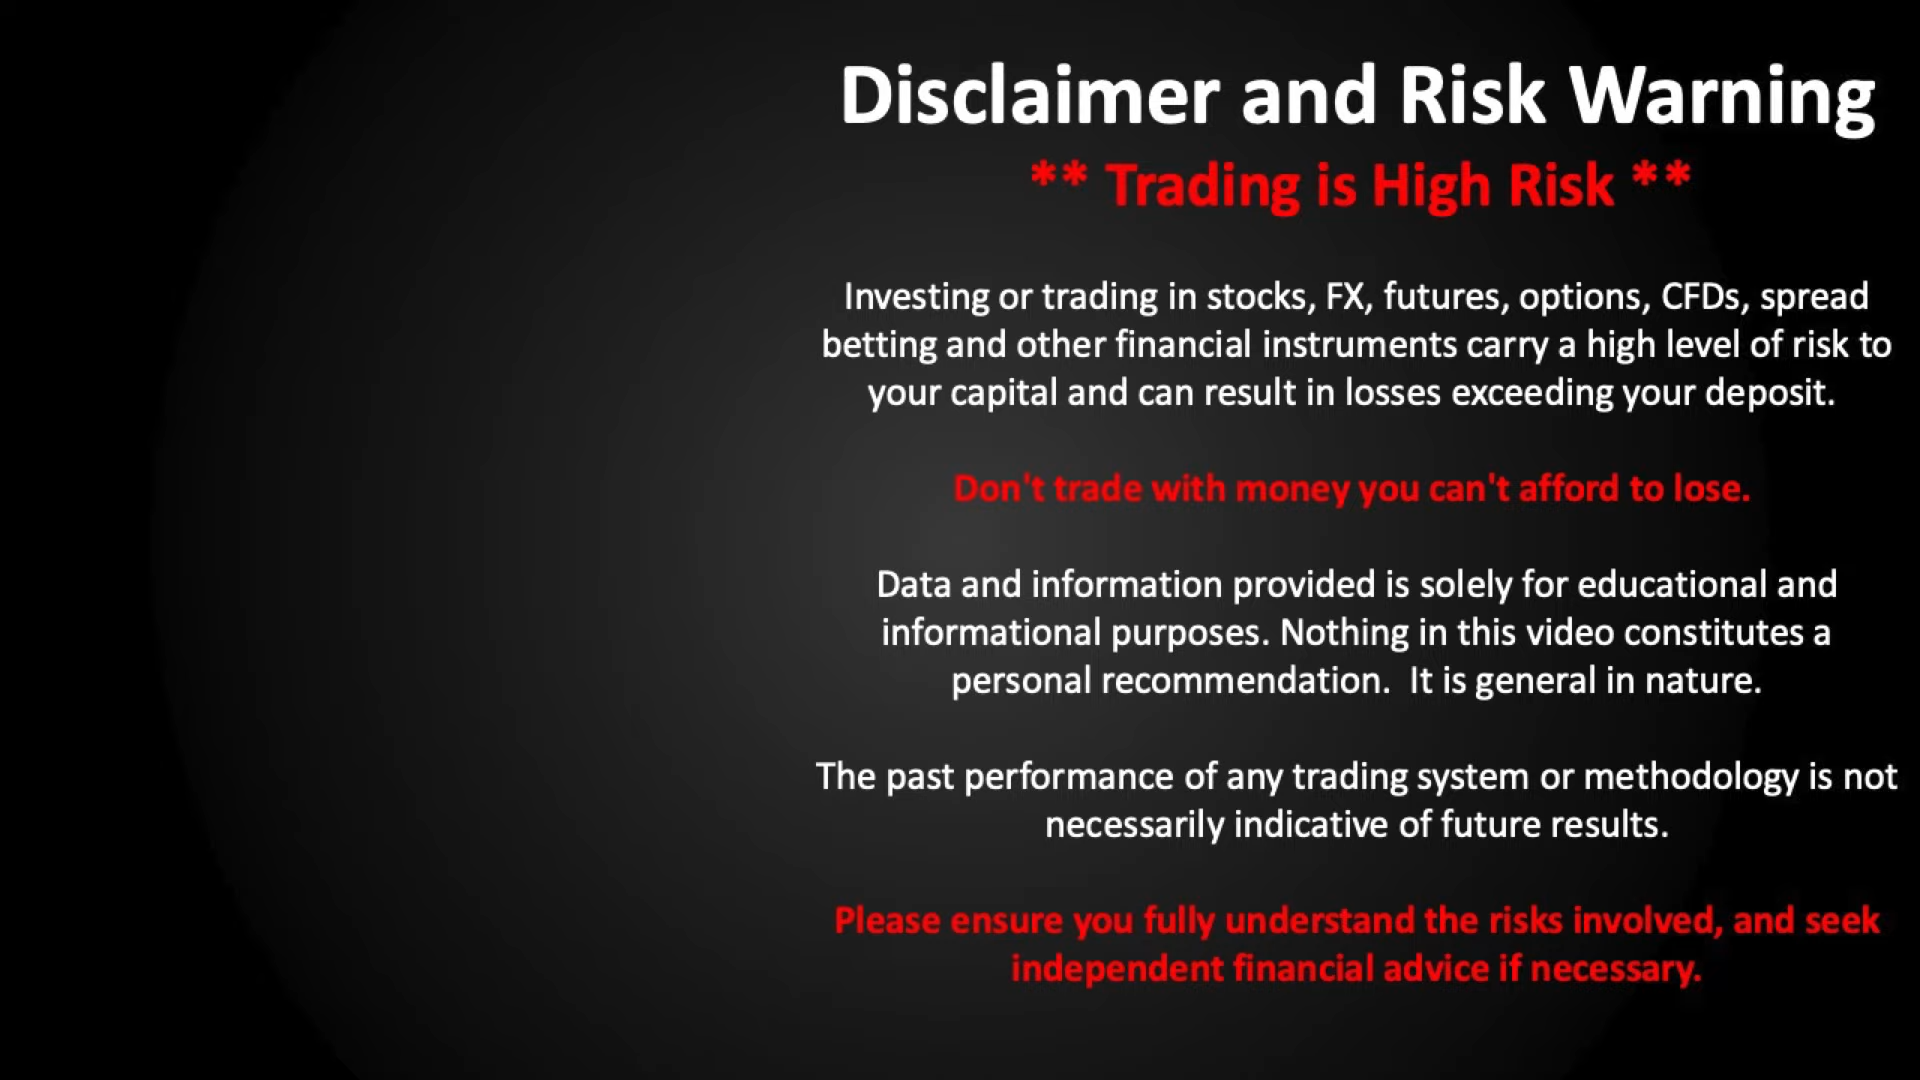 Disclaimer and Risk Warning
** Trading is High Risk **
Investing or trading in stocks, FX, futures, options, CFDs, spread
betting and other financial instruments carry a high level of risk to
your capital and can result in losses exceeding your deposit.
Don't trade with money you can't afford to lose.
Data and information provided is solely for educational and
informational purposes. Nothing in this video constitutes a
personal recommendation.  It is general in nature.
The past performance of any trading system or methodology is not
necessarily indicative of future results.
Please ensure you fully understand the risks involved, and seek
independent financial advice if necessary.